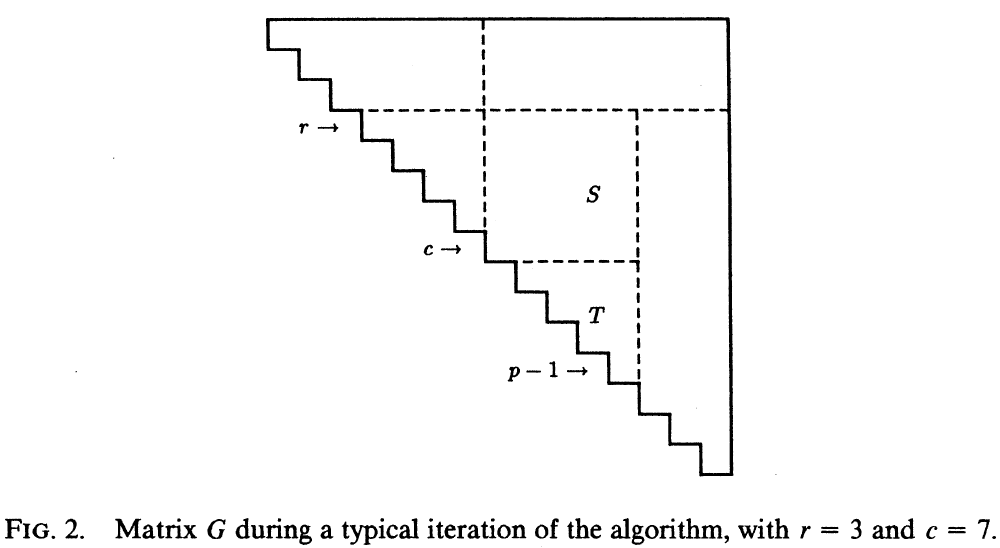 r →
S
c →
T
p − 1 →
FIG. 2. Matrix G during a typical iteration of the algorithm, with r = 3 and c = 7.